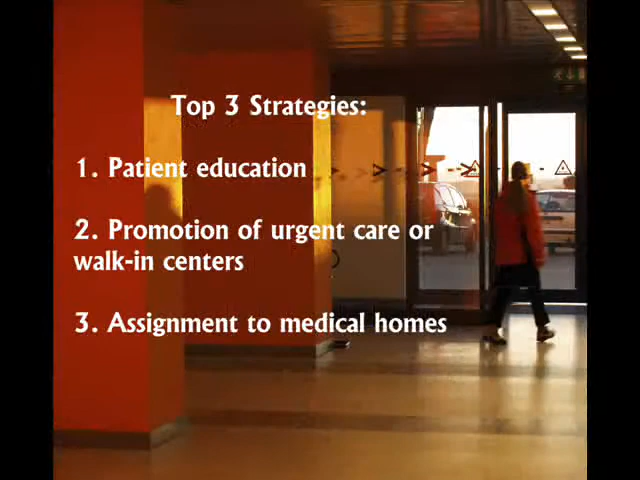 Top 3 Strategies:
1. Patient education
2. Promotion of urgent care or
walk-in centers
3. Assignment to medical homes